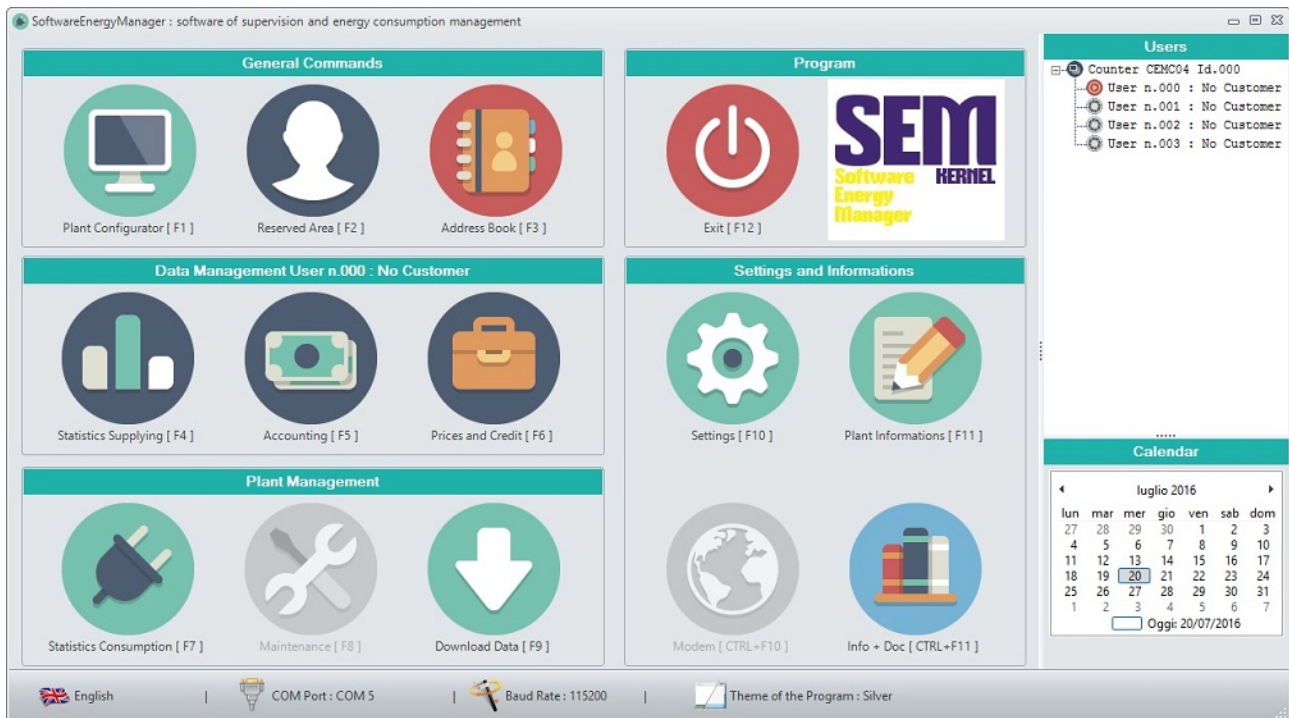 SoftwareEnergyManager : software of supervision and energy consumption management
General Commands
Plant Configurator [ F1 ]
Reserved Area [ F2 ]
Address Book [ F3 ]
Program
Exit [ F12 ]
SEM
Software
KERNEL
Energy
Manager
Data Management User n.000 : No Customer
Statistics Supplying [ F4 ]
Accounting [ F5 ]
Prices and Credit [ F6 ]
Settings and Informations
Settings [ F10 ]
Plant Informations [ F11 ]
Plant Management
Statistics Consumption [ F7 ]
Maintenance [ F8 ]
Download Data [ F9 ]
Modem [ CTRL+F10 ]
Info + Doc [ CTRL+F11 ]
Users
Counter CEMC04 Id.000
User n.000 : No Customer
User n.001 : No Customer
User n.002 : No Customer
User n.003 : No Customer
Calendar
luglio 2016
lun mar mer gio ven sab dom
27 28 29 30 1 2 3
4 5 6 7 8 9 10
11 12 13 14 15 16 17
18 19 20 21 22 23 24
25 26 27 28 29 30 31
1 2 3 4 5 6 7
Oggi: 20/07/2016
English | COM Port : COM 5 | Baud Rate : 115200 | Theme of the Program : Silver